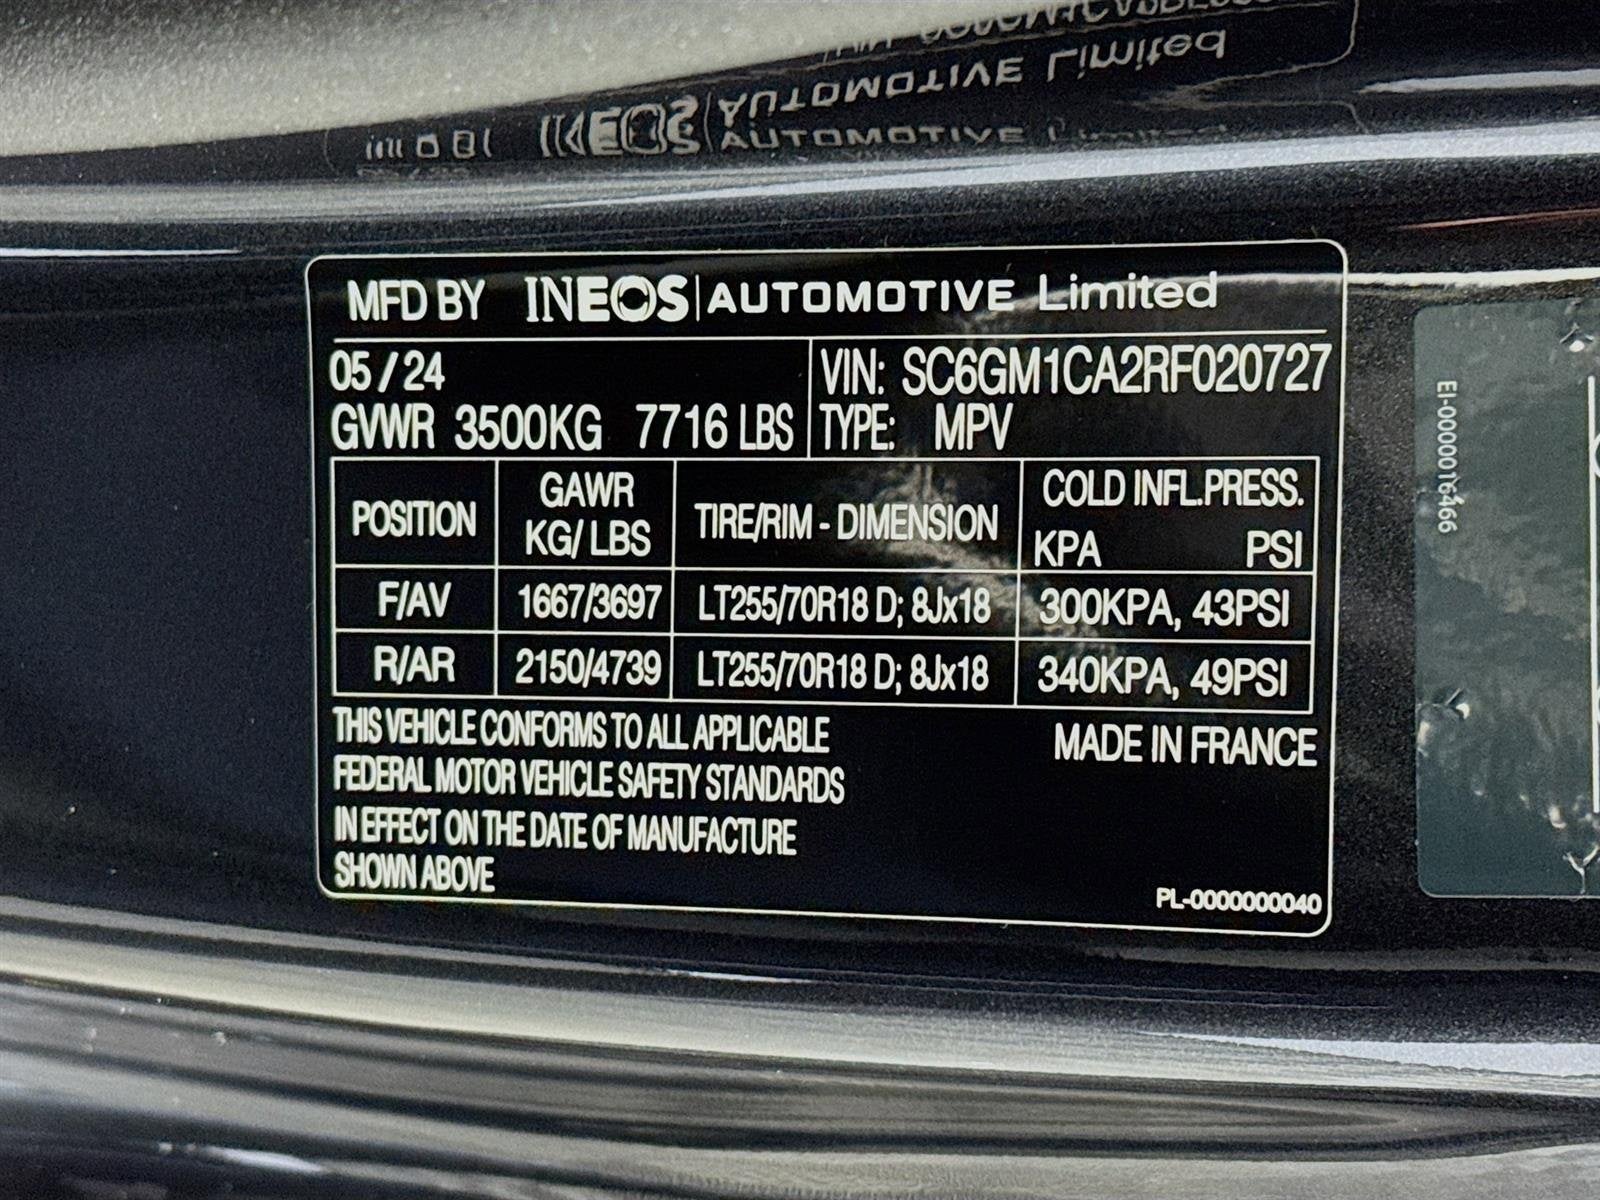 MFD BY INEOS AUTOMOTIVE Limited
05/24
GVWR 3500KG 7716 LBS
VIN: SC6GM1CA2RF020727
TYPE: MPV
POSITION GAWR KG/LBS TIRE/RIM - DIMENSION COLD INFL.PRESS. KPA PSI
F/AV 1667/3697 LT255/70R18 D; 8Jx18 300KPA, 43PSI
R/AR 2150/4739 LT255/70R18 D; 8Jx18 340KPA, 49PSI
THIS VEHICLE CONFORMS TO ALL APPLICABLE
FEDERAL MOTOR VEHICLE SAFETY STANDARDS
IN EFFECT ON THE DATE OF MANUFACTURE
SHOWN ABOVE
MADE IN FRANCE
PL-0000000040
EI-000016466